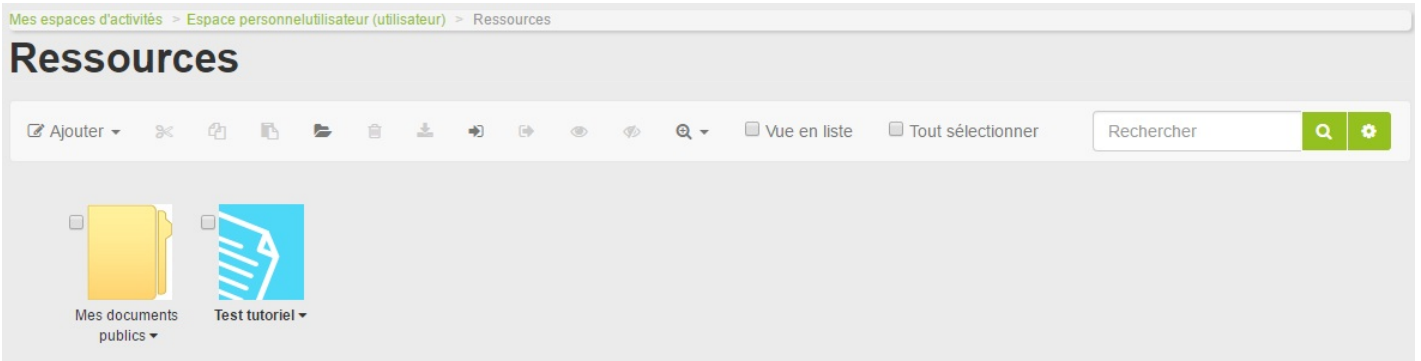 Mes espaces d'activités > Espace personnelutilisateur (utilisateur) > Ressources
Ressources
Ajouter Vue en liste Tout sélectionner Rechercher
Mes documents
publics
Test tutoriel